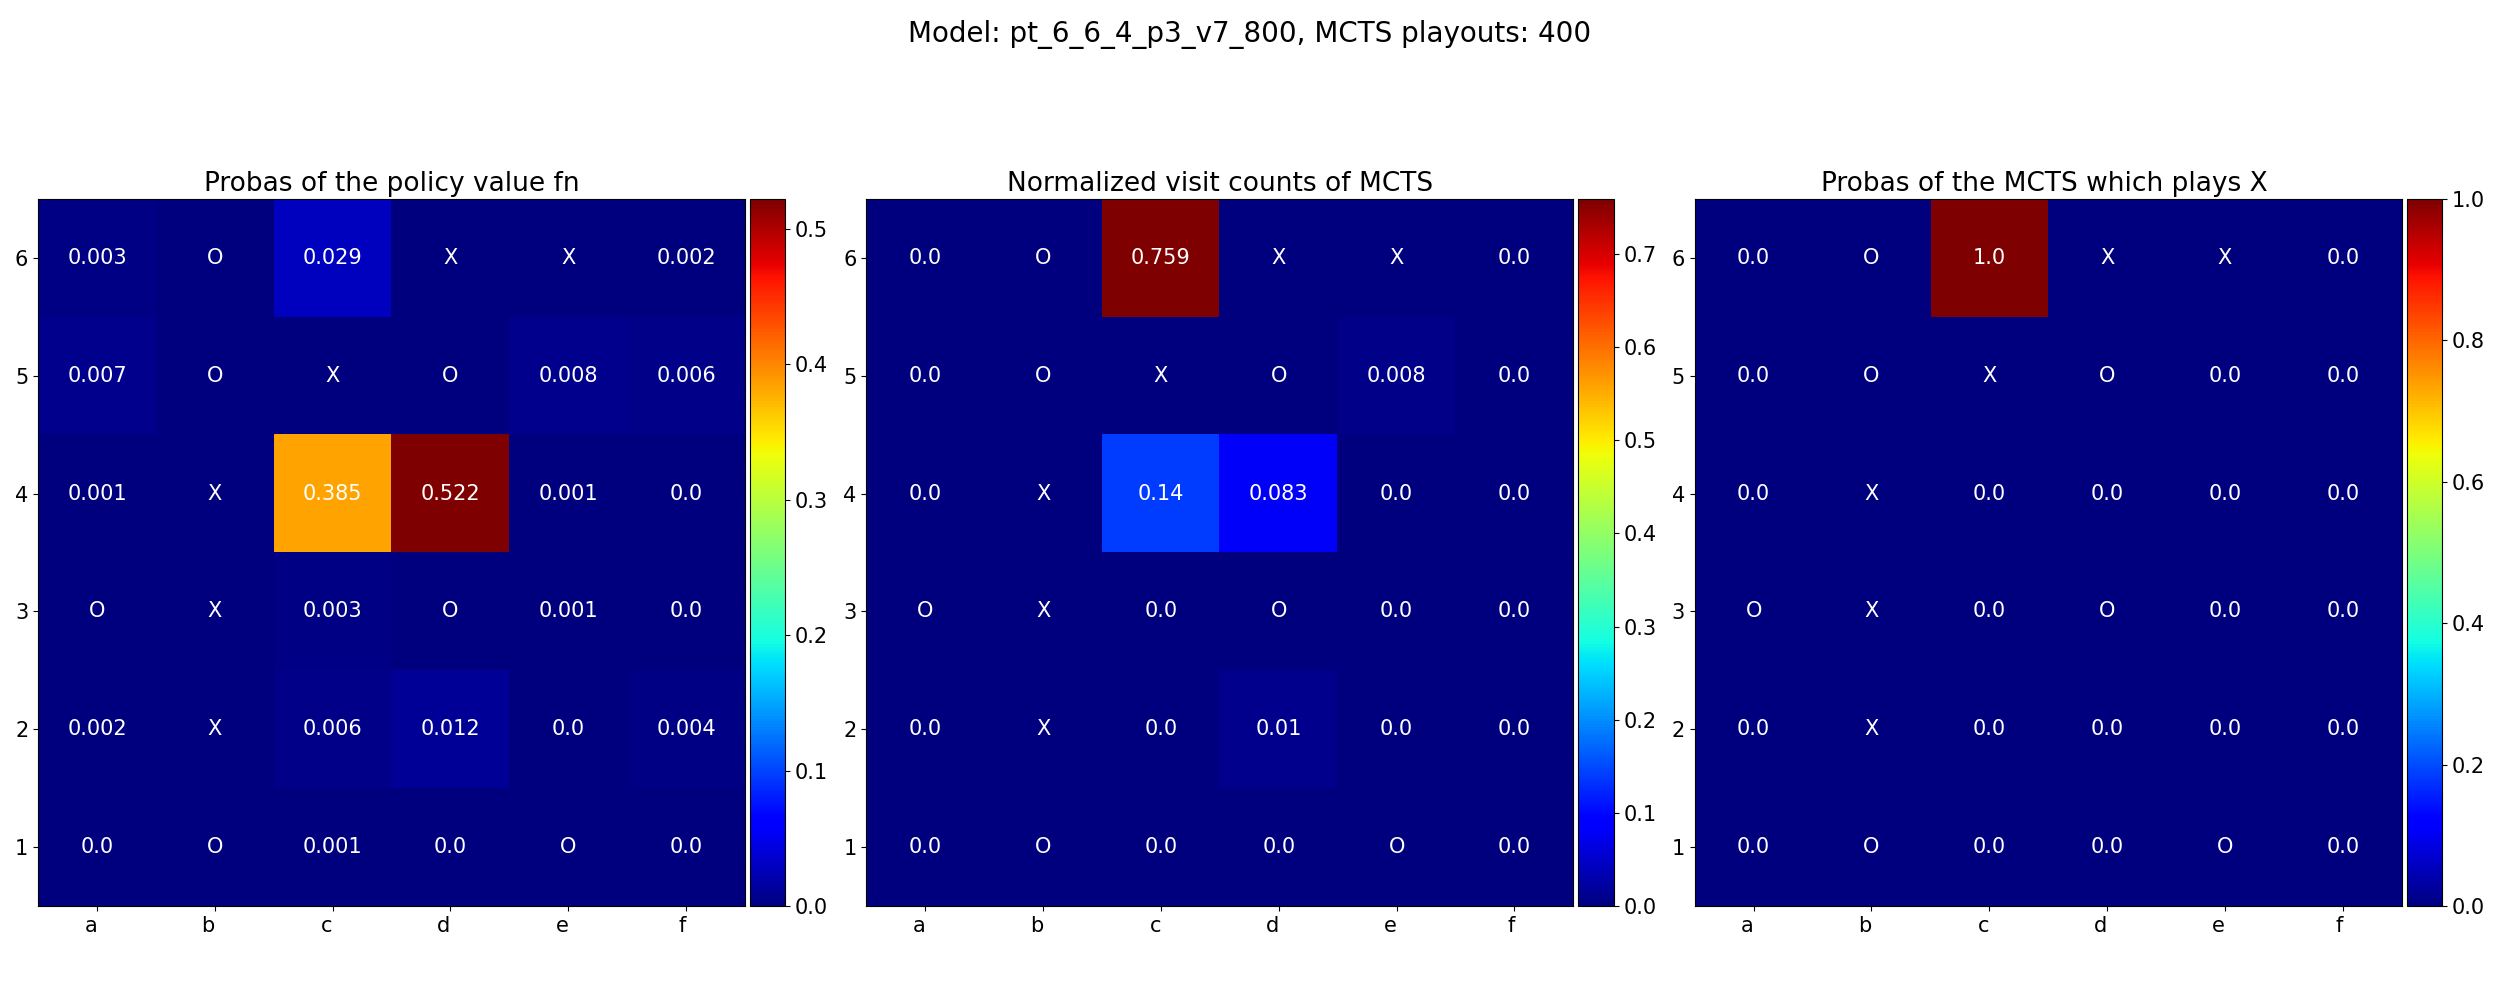 Model: pt_6_6_4_p3_v7_800, MCTS playouts: 400
Probas of the policy value fn
6 0.003 O 0.029 X X 0.002
5 0.007 O X O 0.008 0.006
4 0.001 X 0.385 0.522 0.001 0.0
3 O X 0.003 O 0.001 0.0
2 0.002 X 0.006 0.012 0.0 0.004
1 0.0 O 0.001 0.0 O 0.0
a b c d e f
0.5
0.4
0.3
0.2
0.1
0.0
Normalized visit counts of MCTS
6 0.0 O 0.759 X X 0.0
5 0.0 O X O 0.008 0.0
4 0.0 X 0.14 0.083 0.0 0.0
3 O X 0.0 O 0.0 0.0
2 0.0 X 0.0 0.01 0.0 0.0
1 0.0 O 0.0 0.0 O 0.0
a b c d e f
0.7
0.6
0.5
0.4
0.3
0.2
0.1
0.0
Probas of the MCTS which plays X
6 0.0 O 1.0 X X 0.0
5 0.0 O X O 0.0 0.0
4 0.0 X 0.0 0.0 0.0 0.0
3 O X 0.0 O 0.0 0.0
2 0.0 X 0.0 0.0 0.0 0.0
1 0.0 O 0.0 0.0 O 0.0
a b c d e f
1.0
0.8
0.6
0.4
0.2
0.0